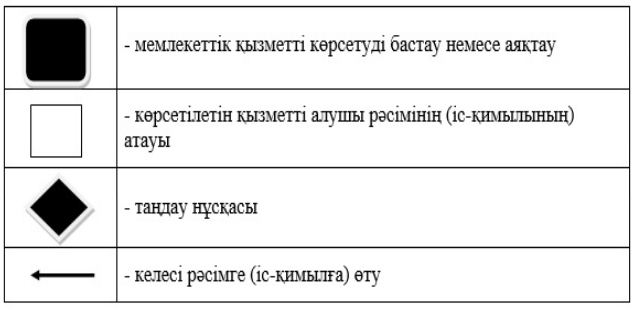 - мемлекеттік қызметті көрсетуді бастау немесе аяқтау
- көрсетілетін қызметті алушы рәсімінің (іс-қимылының)
атауы
- таңдау нұсқасы
- келесі рәсімге (іс-қимылға) өту